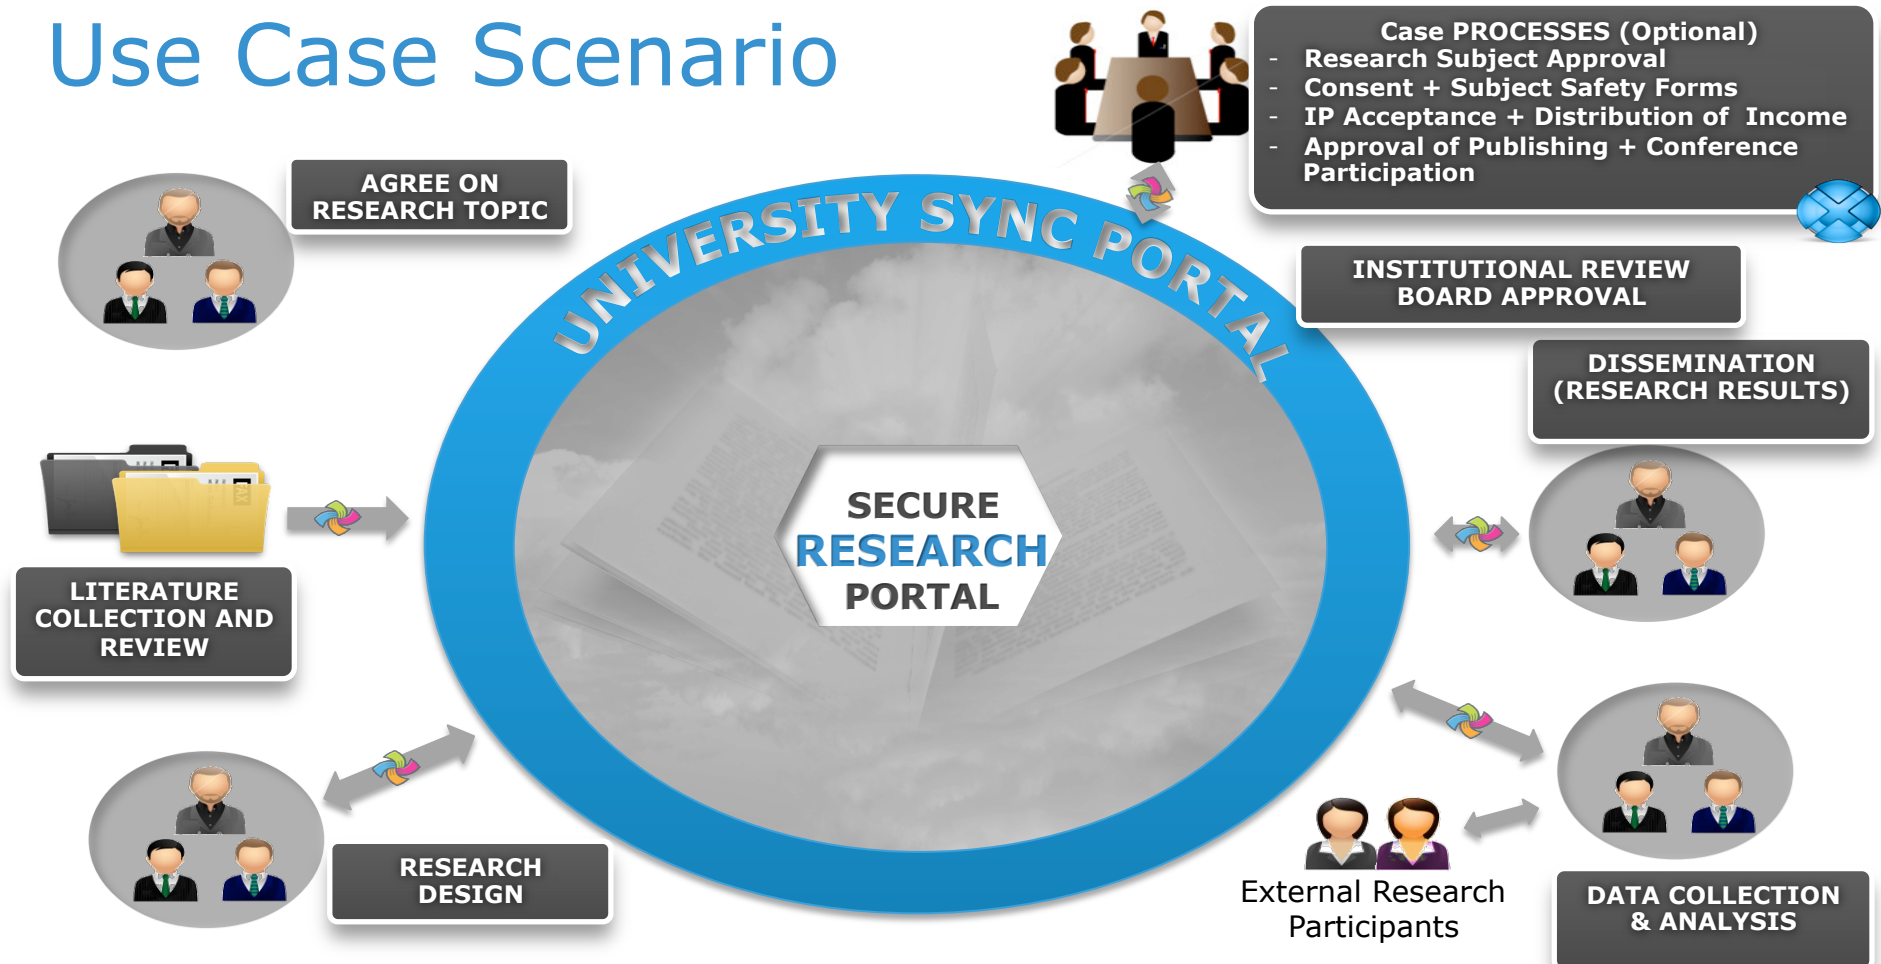 Use Case Scenario
Case PROCESSES (Optional)
- Research Subject Approval
- Consent + Subject Safety Forms
- IP Acceptance + Distribution of Income
- Approval of Publishing + Conference
Participation
AGREE ON
RESEARCH TOPIC
UNIVERSITY SYNC PORTAL
INSTITUTIONAL REVIEW
BOARD APPROVAL
DISSEMINATION
(RESEARCH RESULTS)
SECURE
RESEARCH
PORTAL
LITERATURE
COLLECTION AND
REVIEW
RESEARCH
DESIGN
External Research
Participants
DATA COLLECTION
& ANALYSIS